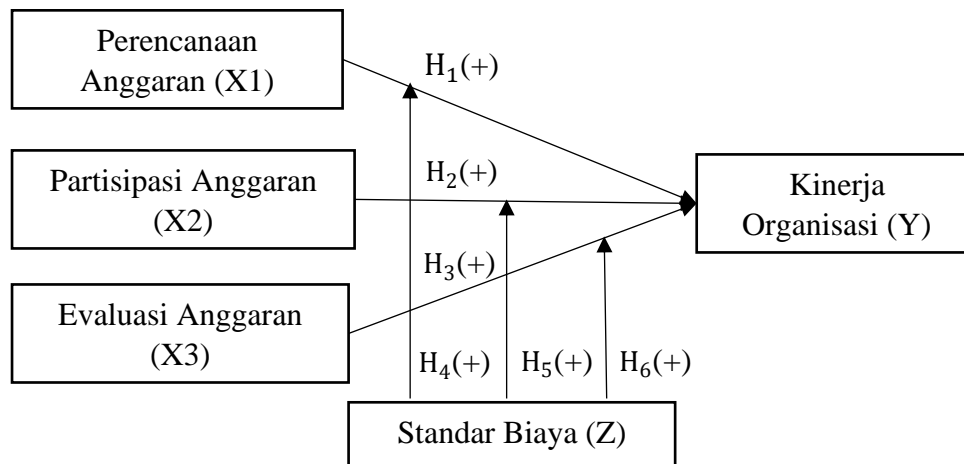 Perencanaan
Anggaran (X1)
H₁(+)
Partisipasi Anggaran
(X2)
H₂(+)
Kinerja
Organisasi (Y)
H₃(+)
Evaluasi Anggaran
(X3)
H₄(+)
H₅(+)
H₆(+)
Standar Biaya (Z)